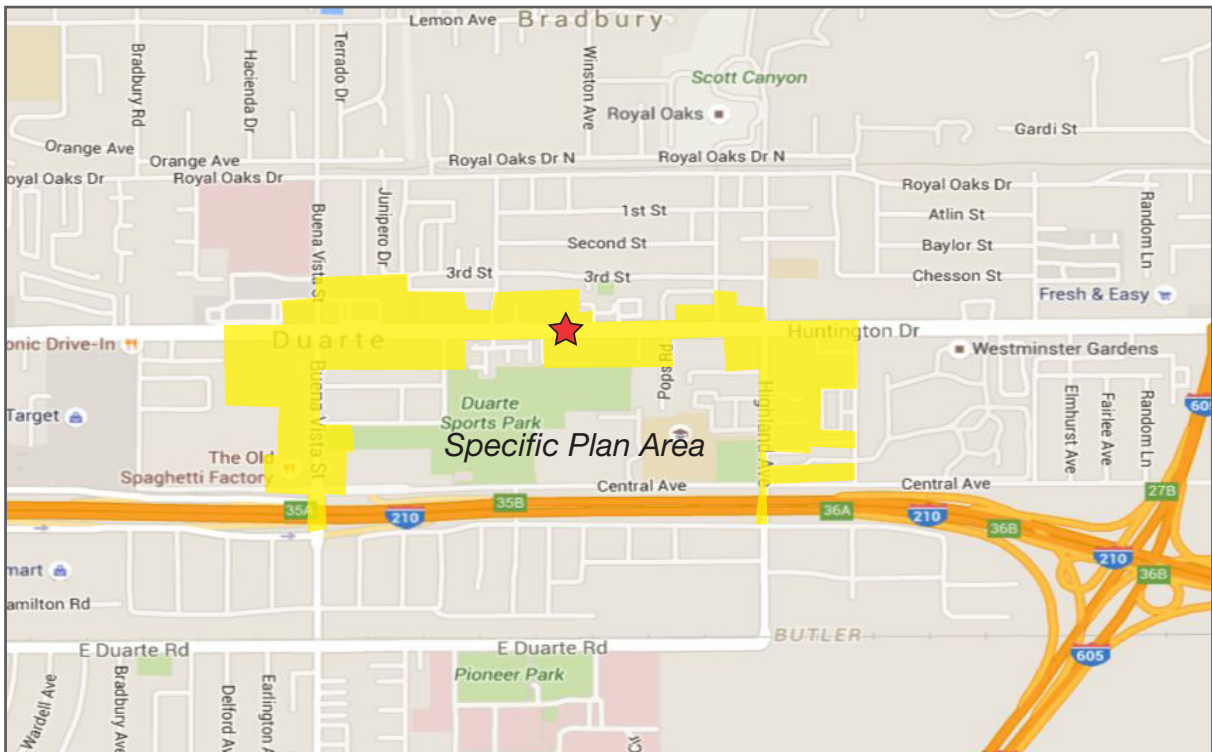 Lemon Ave
Bradbury
Bradbury Rd
Hacienda Dr
Terrado Dr
Winston Ave
Scott Canyon
Royal Oaks
Gardi St
Orange Ave
Orange Ave
Royal Oaks Dr N
Royal Oaks Dr N
oyal Oaks Dr
Royal Oaks Dr
Royal Oaks Dr
Buena Vista St
Junipero Dr
1st St
Atlin St
Random Ln
Second St
Baylor St
3rd St
3rd St
Chesson St
Fresh & Easy
Duarte
Huntington Dr
onic Drive-In
Westminster Gardens
Buena Vista St
Duarte
Sports Park
Highland Ave
Elmhurst Ave
Fairlee Ave
Random Ln
605
Target
Specific Plan Area
The Old
Spaghetti Factory
Central Ave
Central Ave
27B
35A
210
35B
36A
210
36B
210
36B
mart
amilton Rd
BUTLER
E Duarte Rd
E Duarte Rd
605
Pioneer Park
Wardell Ave
Bradbury Ave
Delford Av
Earlington A